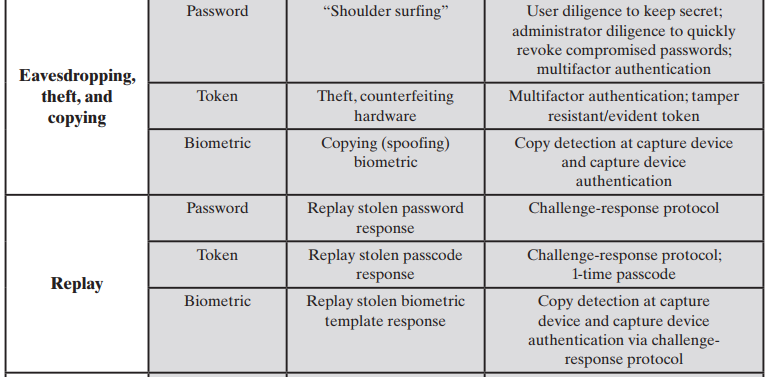 Password
“Shoulder surfing”
User diligence to keep secret;
administrator diligence to quickly
revoke compromised passwords;
multifactor authentication
Eavesdropping,
theft, and
copying
Token
Theft, counterfeiting
hardware
Multifactor authentication; tamper
resistant/evident token
Biometric
Copying (spoofing)
biometric
Copy detection at capture device
and capture device
authentication
Replay
Password
Replay stolen password
response
Challenge-response protocol
Token
Replay stolen passcode
response
Challenge-response protocol;
1-time passcode
Biometric
Replay stolen biometric
template response
Copy detection at capture
device and capture device
authentication via challenge-
response protocol